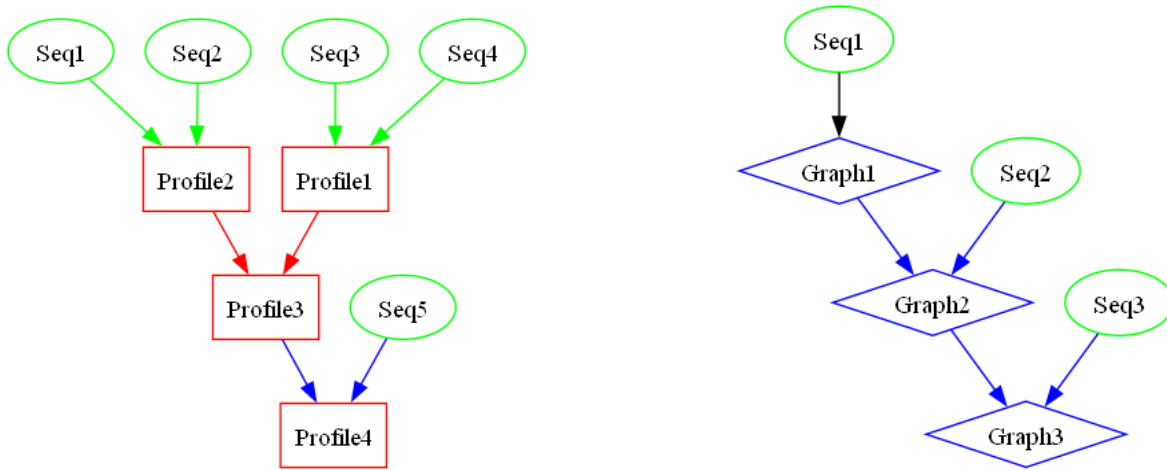 Seq1
Seq2
Seq3
Seq4
Seq1
Profile2
Profile1
Graph1
Seq2
Profile3
Seq5
Graph2
Seq3
Profile4
Graph3